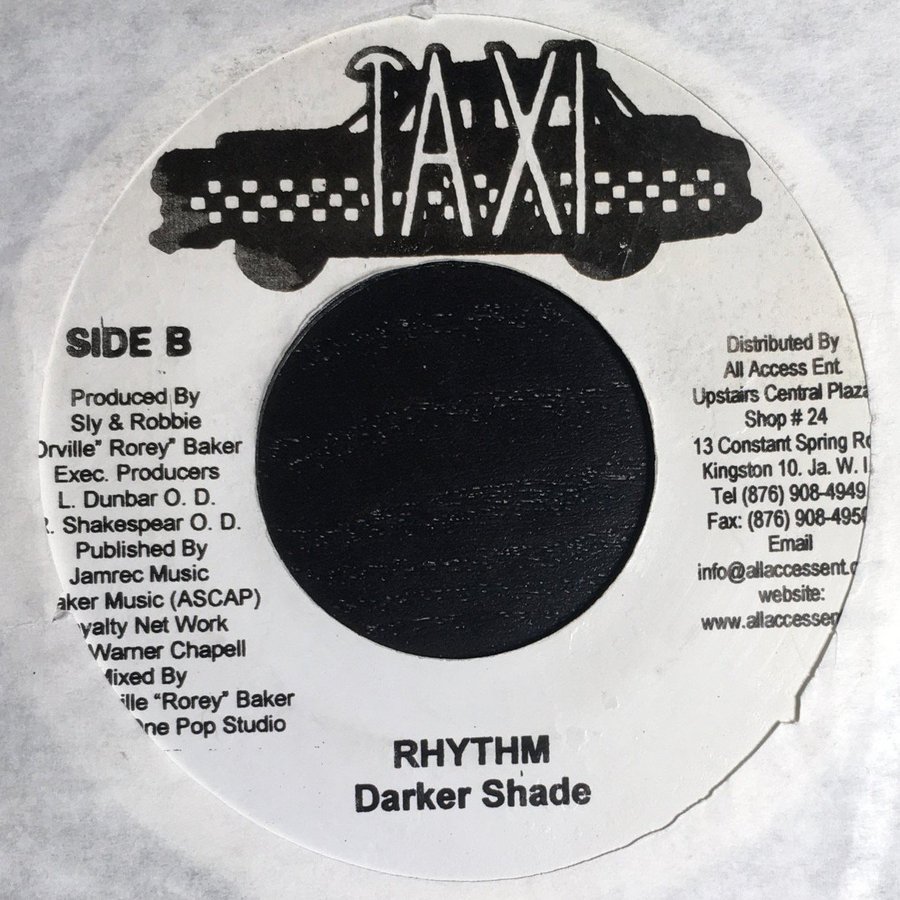 TAXI
SIDE B
Produced By
Sly & Robbie
Orville" Rorey" Baker
Exec. Producers
L. Dunbar O. D.
R. Shakespear O. D.
Published By
Jamrec Music
aker Music (ASCAP)
yalty Net Work
Warner Chapell
Mixed By
ille "Rorey" Baker
One Pop Studio
Distributed By
All Access Ent.
Upstairs Central Plaza
Shop # 24
13 Constant Spring Ro
Kingston 10. Ja. W. I.
Tel (876) 908-4949
Fax: (876) 908-4950
Email
info@allaccessent.c
website:
www.allaccessen
RHYTHM
Darker Shade